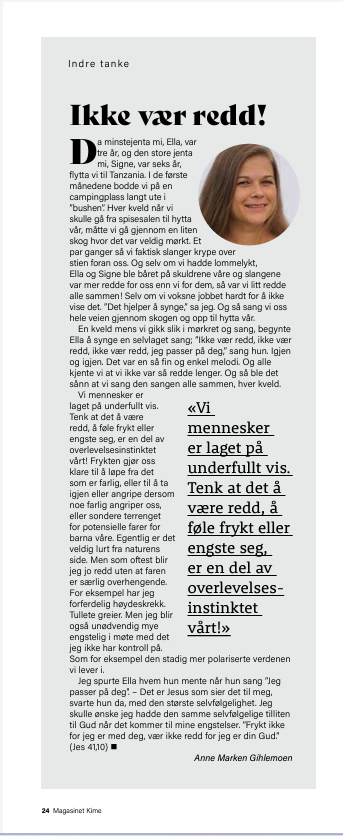 Indre tanke
Ikke vær redd!
Da minstejenta mi, Ella, var
tre år, og den store jenta
mi, Signe, var seks år,
flytta vi til Tanzania. I de første
månedene bodde vi på en
campingplass langt ute i
"bushen". Hver kveld når vi
skulle gå fra spisesalen til hytta
vår, måtte vi gå gjennom en liten
skog hvor det var veldig mørkt. Et
par ganger så vi faktisk slanger krype over
stien foran oss. Og selv om vi hadde lommelykt,
Ella og Signe ble båret på skuldrene våre og slangene
var mer redde for oss enn vi for dem, så var vi litt redde
alle sammen! Selv om vi voksne jobbet hardt for å ikke
vise det. "Det hjelper å synge," sa jeg. Og så sang vi oss
hele veien gjennom skogen og opp til hytta vår.
En kveld mens vi gikk slik i mørkret og sang, begynte
Ella å synge en selvlaget sang; "Ikke vær redd, ikke vær
redd, ikke vær redd, jeg passer på deg," sang hun. Igjen
og igjen. Det var en så fin og enkel melodi. Og alle
kjente vi at vi ikke var så redde lenger. Og så ble det
sånn at vi sang den sangen alle sammen, hver kveld.
Vi mennesker er
laget på underfullt vis.
Tenk at det å være
redd, å føle frykt eller
engste seg, er en del av
overlevelsesinstinktet
vårt! Frykten gjør oss
klare til å løpe fra det
som er farlig, eller til å ta
igjen eller angripe dersom
noe farlig angriper oss,
eller sondere terrenget
for potensielle farer for
barna våre. Egentlig er det
veldig lurt fra naturens
side. Men som oftest blir
jeg jo redd uten at faren
er særlig overhengende.
For eksempel har jeg
forferdelig høydeskrekk.
Tullete greier. Men jeg blir
også unødvendig mye
engstelig i møte med det
jeg ikke har kontroll på.
Som for eksempel den stadig mer polariserte verdenen
vi lever i.
Jeg spurte Ella hvem hun mente når hun sang "Jeg
passer på deg". – Det er Jesus som sier det til meg,
svarte hun da, med den største selvfølgelighet. Jeg
skulle ønske jeg hadde den samme selvfølgelige tilliten
til Gud når det kommer til mine engstelser. "Frykt ikke
for jeg er med deg, vær ikke redd for jeg er din Gud."
(Jes 41,10) ■
«Vi
mennesker
er laget på
underfullt vis.
Tenk at det å
være redd, å
føle frykt eller
engste seg,
er en del av
overlevelses-
instinktet
vårt!»
Anne Marken Gihlemoen
24 Magasinet Kime